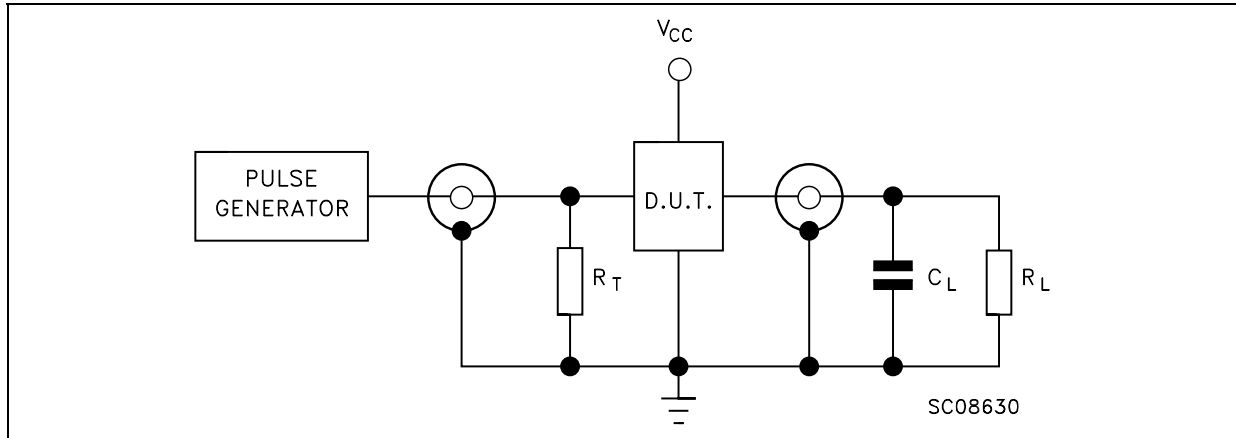 VCC
PULSE
GENERATOR
D.U.T.
RT
CL
RL
SC08630